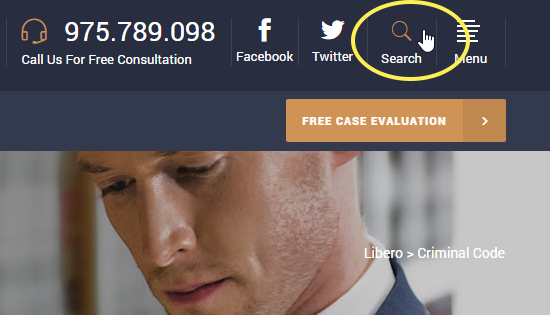 975.789.098
Call Us For Free Consultation
Facebook
Twitter
Search
Menu
FREE CASE EVALUATION
Libero > Criminal Code